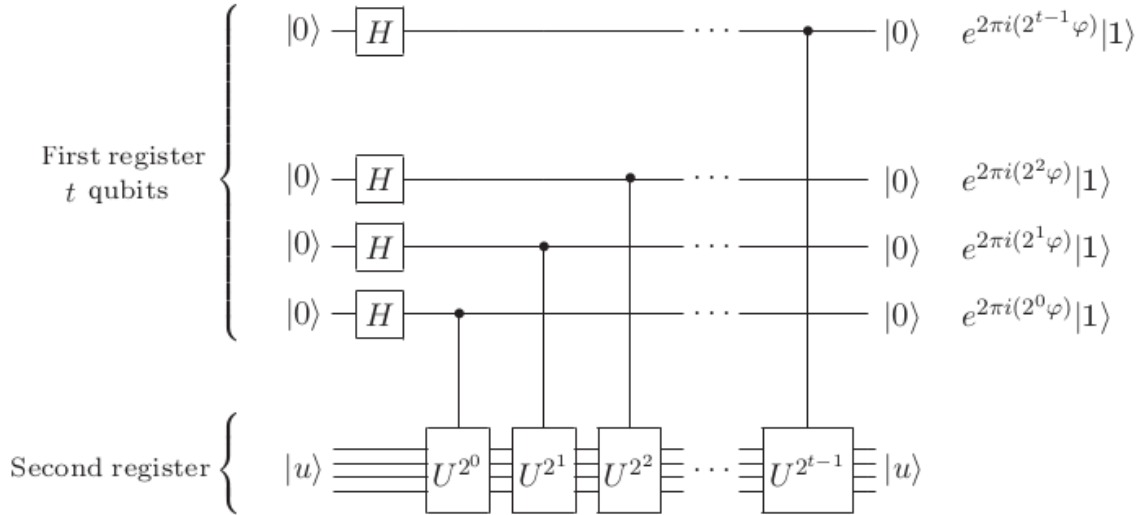 |0⟩ H ··· |0⟩ e^{2πi(2^{t−1}φ)}|1⟩
First register
t qubits
|0⟩ H ··· |0⟩ e^{2πi(2^2φ)}|1⟩
|0⟩ H ··· |0⟩ e^{2πi(2^1φ)}|1⟩
|0⟩ H ··· |0⟩ e^{2πi(2^0φ)}|1⟩
Second register |u⟩ U^{2^0} U^{2^1} U^{2^2} ··· U^{2^{t−1}} |u⟩